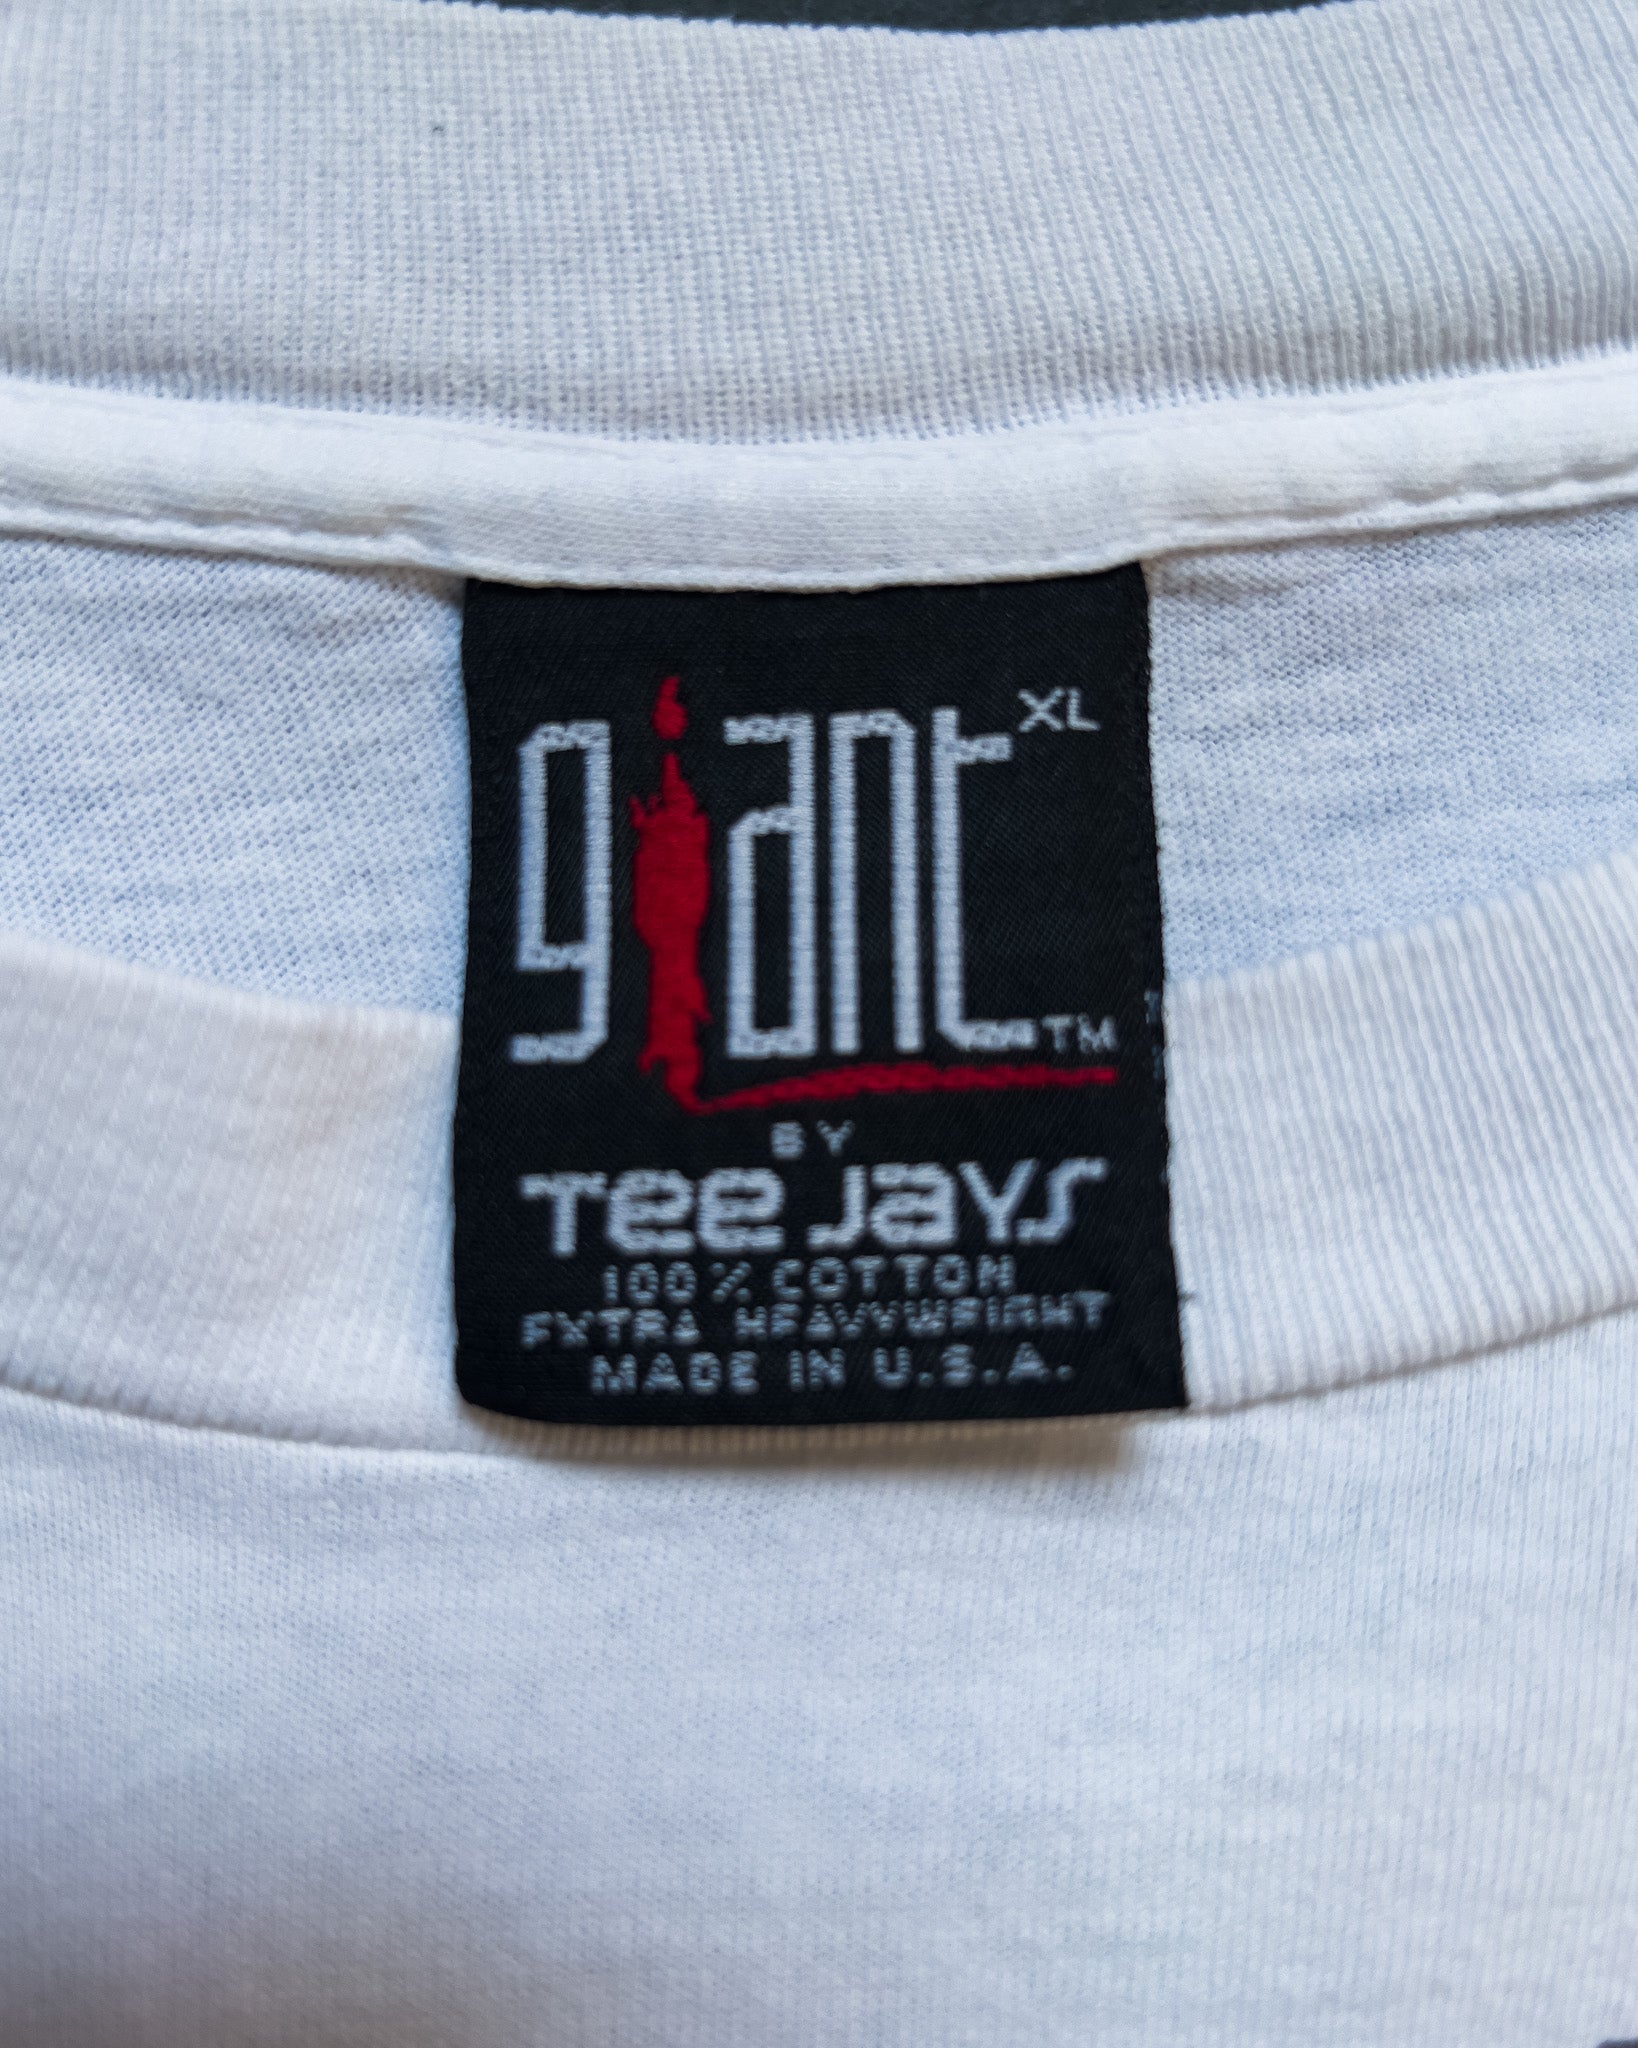 giant XL
TM
BY
Tee Jays
100% COTTON
EXTRA HEAVYWEIGHT
MADE IN U.S.A.